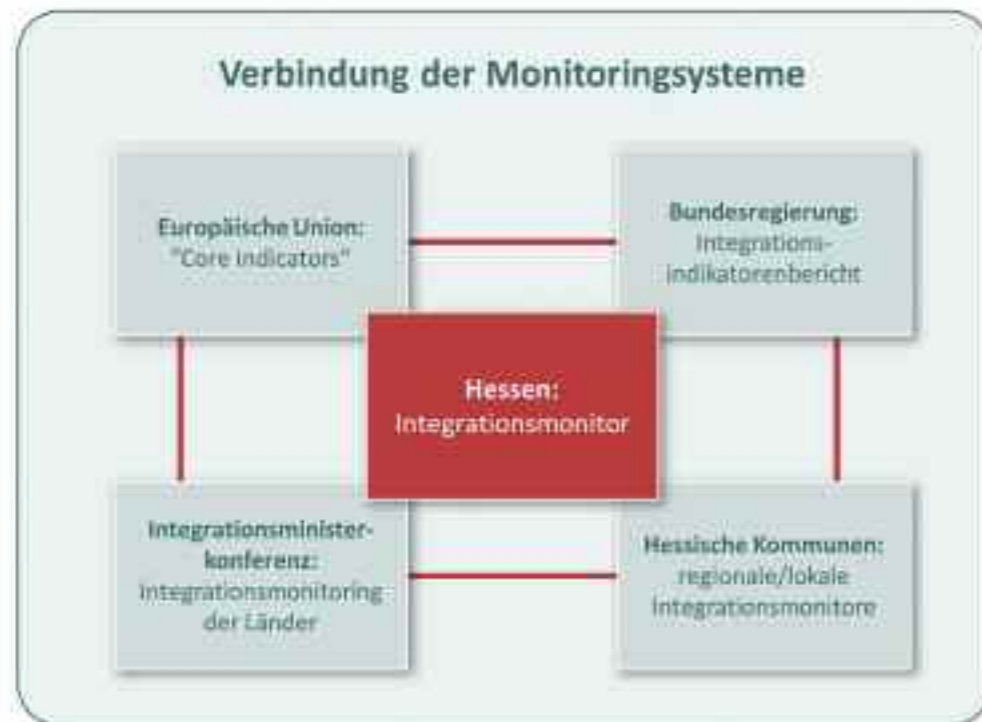 Verbindung der Monitoringsysteme
Europäische Union:
"Core Indicators"
Bundesregierung:
Integrations-
indikatorenbericht
Hessen:
Integrationsmonitor
Integrationsminister-
konferenz:
Integrationsmonitoring
der Länder
Hessische Kommunen:
regionale/lokale
Integrationsmonitore